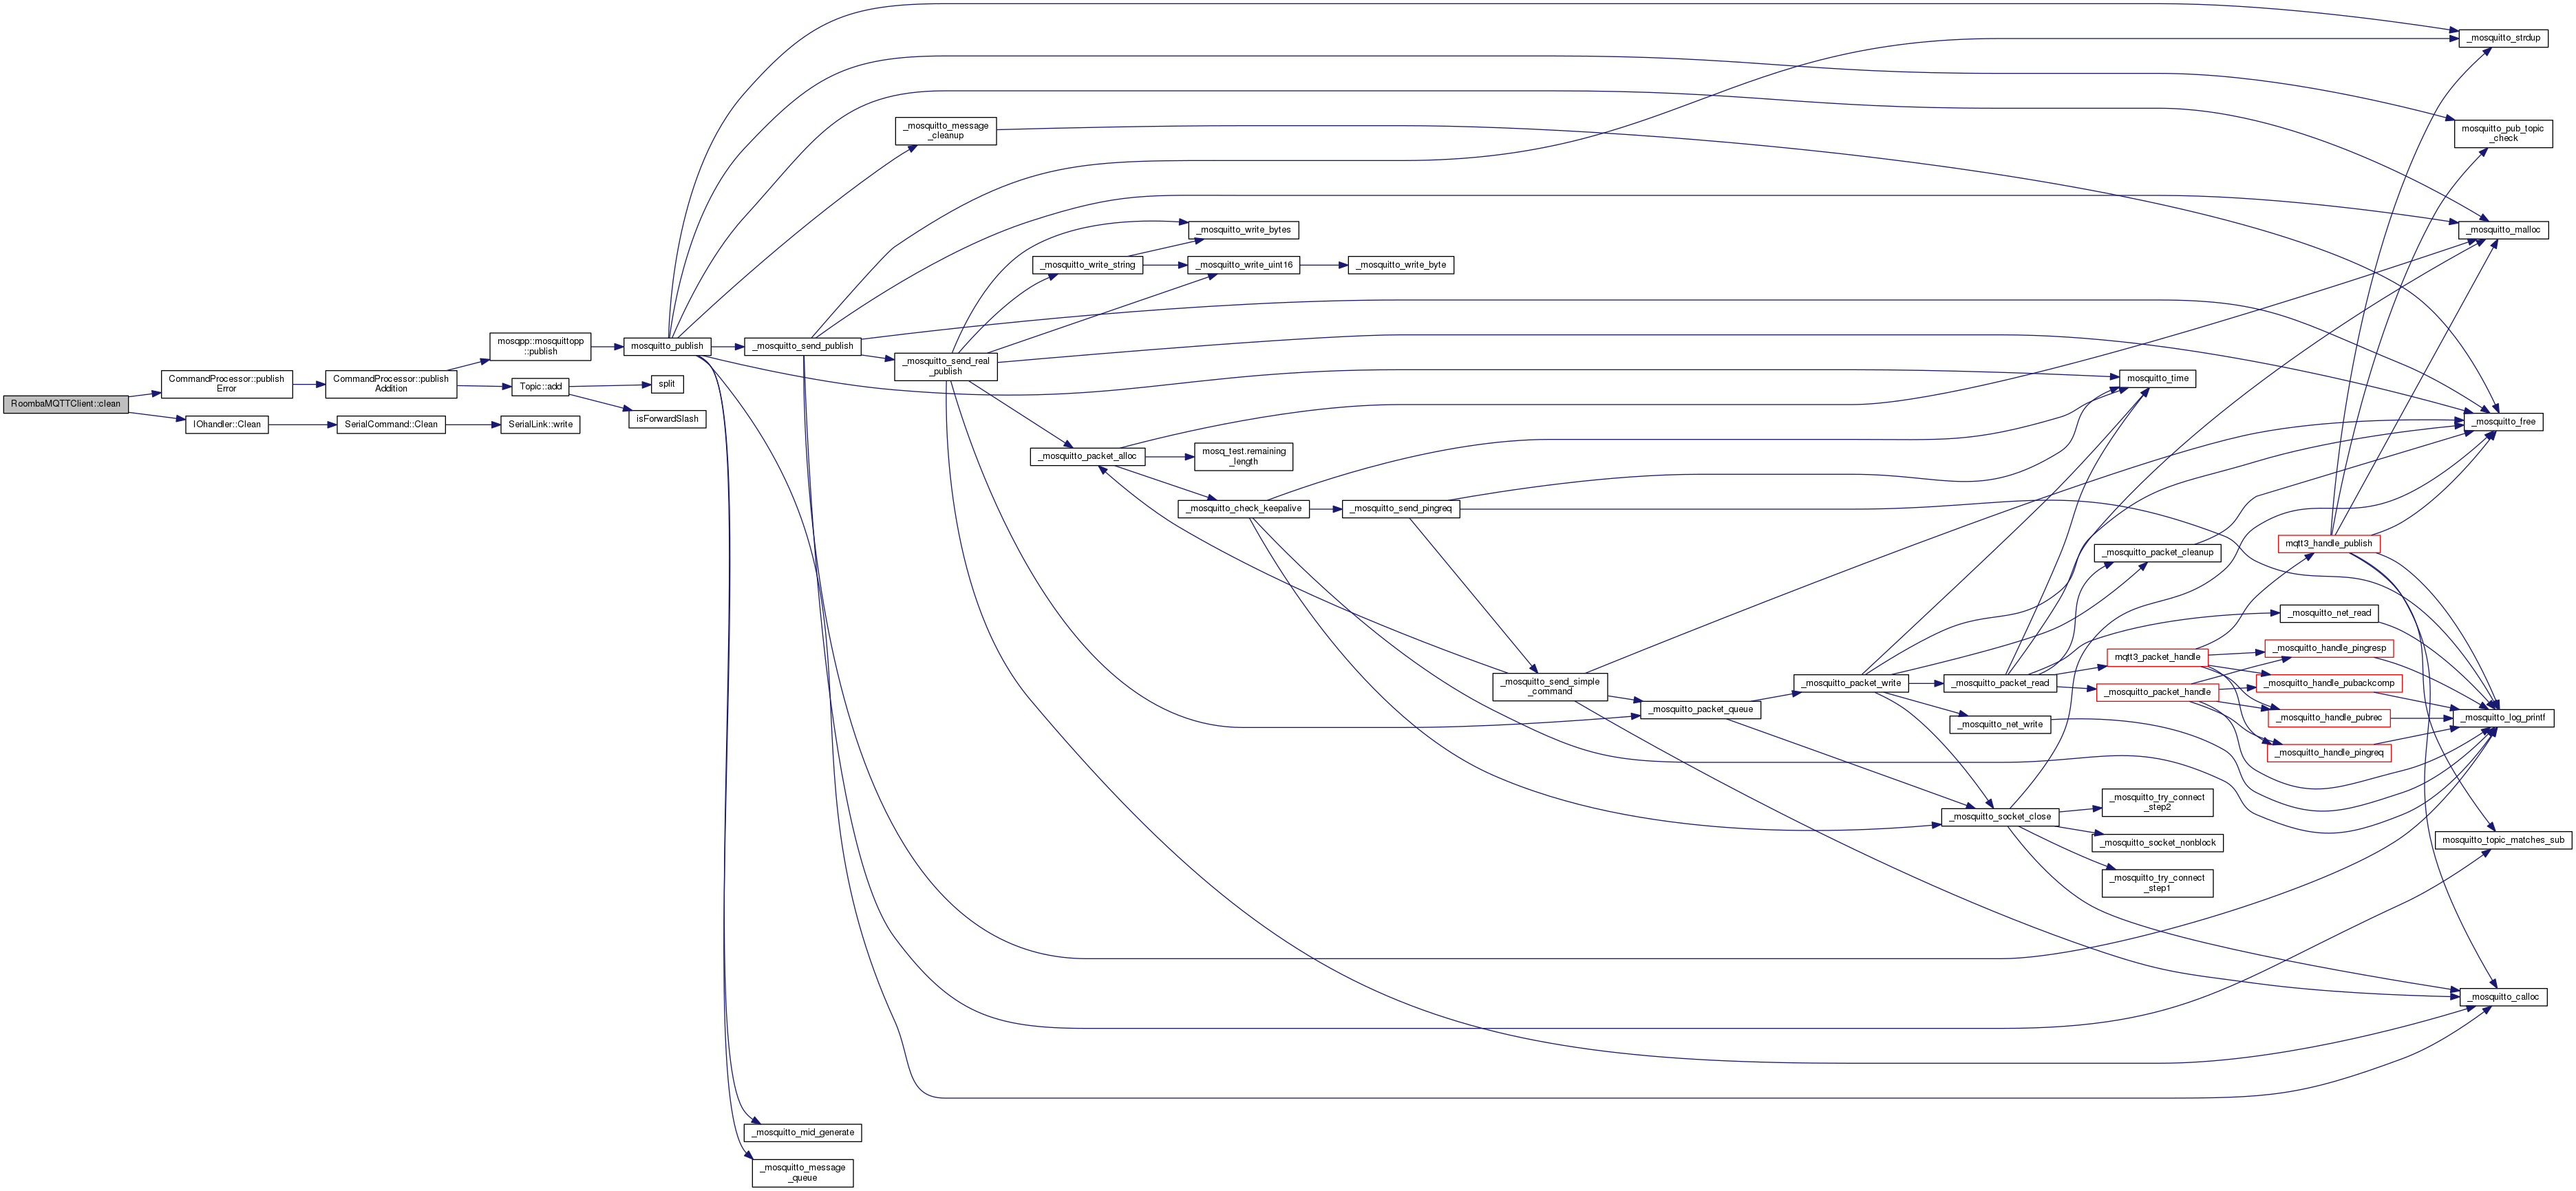 RoombaMQTTClient::clean
CommandProcessor::publish
Error
IOhandler::Clean
CommandProcessor::publish
Addition
SerialCommand::Clean
mosqpp::mosquittopp
::publish
Topic::add
SerialLink::write
mosquitto_publish
split
isForwardSlash
_mosquitto_send_publish
_mosquitto_mid_generate
_mosquitto_message
_queue
_mosquitto_message
_cleanup
_mosquitto_send_real
_publish
_mosquitto_write_string
_mosquitto_packet_alloc
_mosquitto_write_bytes
_mosquitto_write_uint16
mosq_test.remaining
_length
_mosquitto_check_keepalive
_mosquitto_write_byte
_mosquitto_send_pingreq
_mosquitto_send_simple
_command
_mosquitto_packet_queue
_mosquitto_packet_write
_mosquitto_packet_read
_mosquitto_net_write
_mosquitto_socket_close
mosquitto_time
_mosquitto_packet_cleanup
mqtt3_packet_handle
_mosquitto_packet_handle
_mosquitto_try_connect
_step2
_mosquitto_socket_nonblock
_mosquitto_try_connect
_step1
mqtt3_handle_publish
_mosquitto_net_read
_mosquitto_handle_pingresp
_mosquitto_handle_pubackcomp
_mosquitto_handle_pubrec
_mosquitto_handle_pingreq
_mosquitto_strdup
mosquitto_pub_topic
_check
_mosquitto_malloc
_mosquitto_free
_mosquitto_log_printf
mosquitto_topic_matches_sub
_mosquitto_calloc